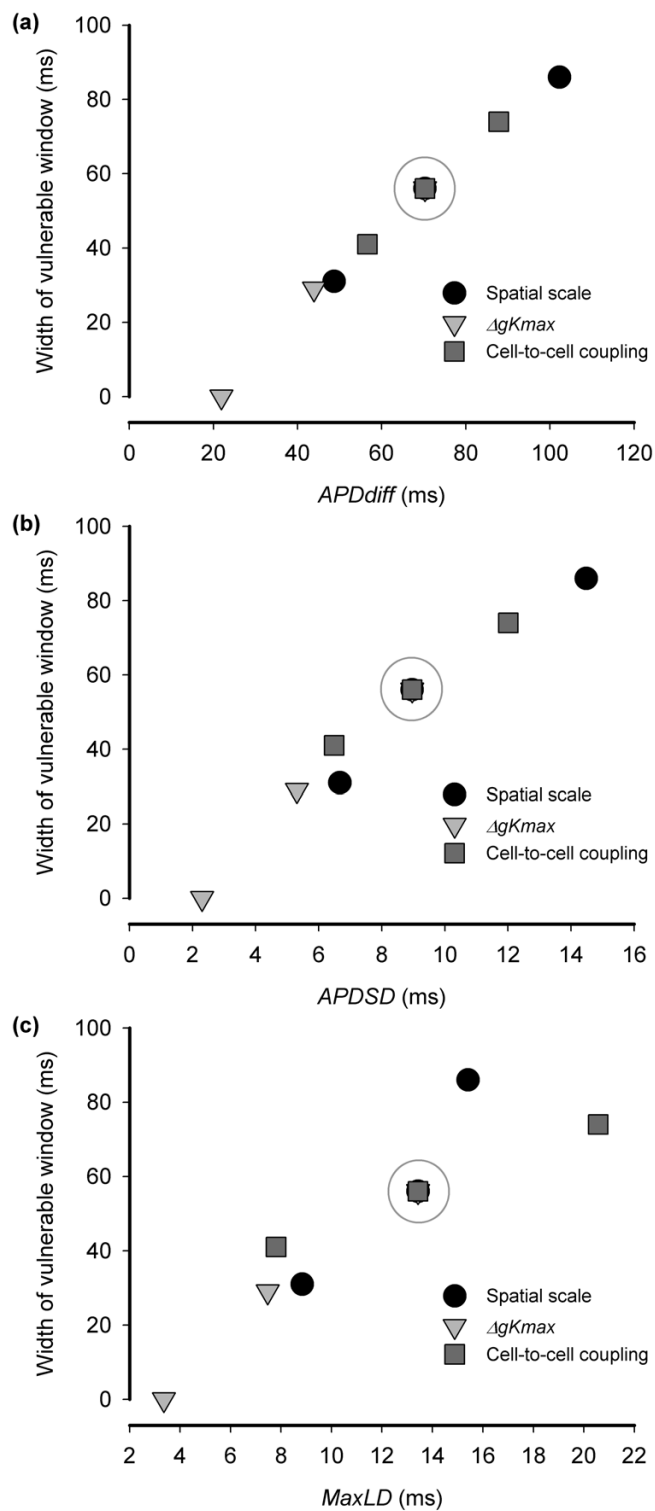 (a)
Width of vulnerable window (ms)
100
80
60
40
20
0
Spatial scale
ΔgKmax
Cell-to-cell coupling
0 20 40 60 80 100 120
APDdiff (ms)
(b)
Width of vulnerable window (ms)
100
80
60
40
20
0
Spatial scale
ΔgKmax
Cell-to-cell coupling
0 2 4 6 8 10 12 14 16
APDSD (ms)
(c)
Width of vulnerable window (ms)
100
80
60
40
20
0
Spatial scale
ΔgKmax
Cell-to-cell coupling
2 4 6 8 10 12 14 16 18 20 22
MaxLD (ms)